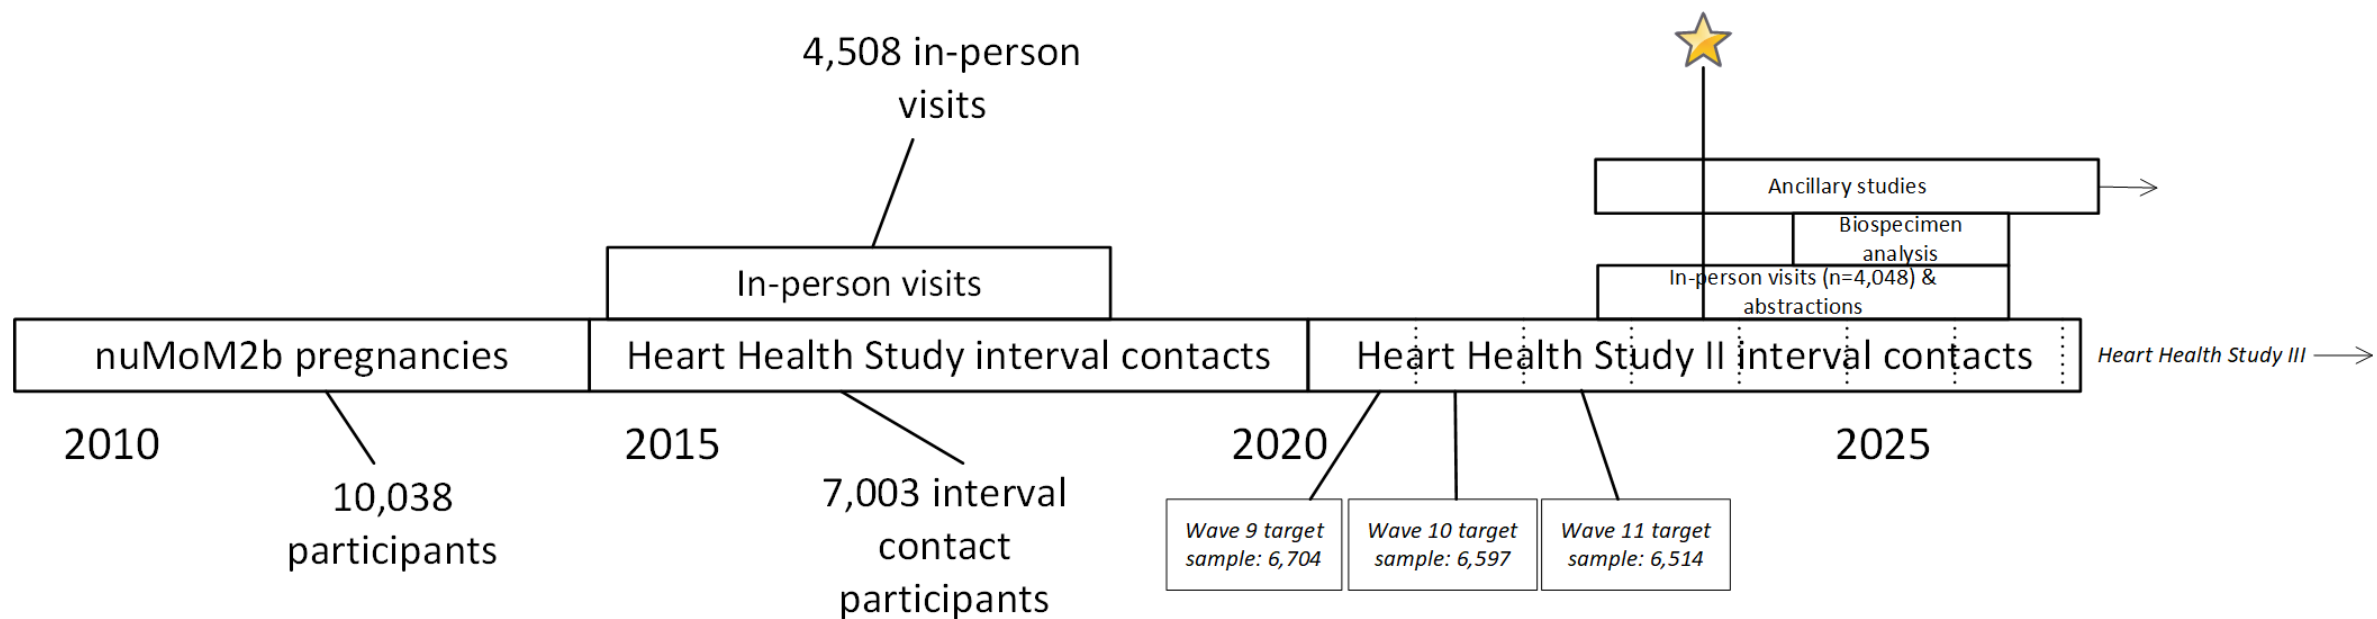 4,508 in-person
visits
Ancillary studies
Biospecimen
analysis
In-person visits
In-person visits (n=4,048) &
abstractions
nuMoM2b pregnancies
Heart Health Study interval contacts
Heart Health Study II interval contacts
Heart Health Study III
2010
2015
2020
2025
10,038
participants
7,003 interval
contact
participants
Wave 9 target
sample: 6,704
Wave 10 target
sample: 6,597
Wave 11 target
sample: 6,514